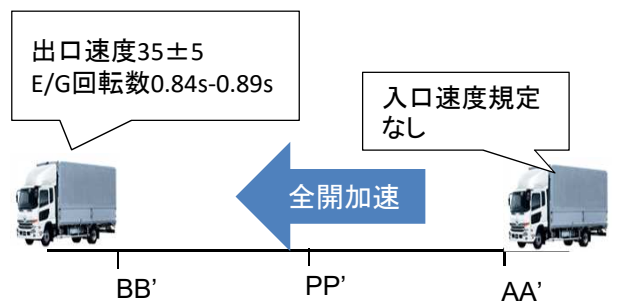 出口速度35±5
E/G回転数0.84s-0.89s
入口速度規定
なし
全開加速
BB’
PP’
AA’